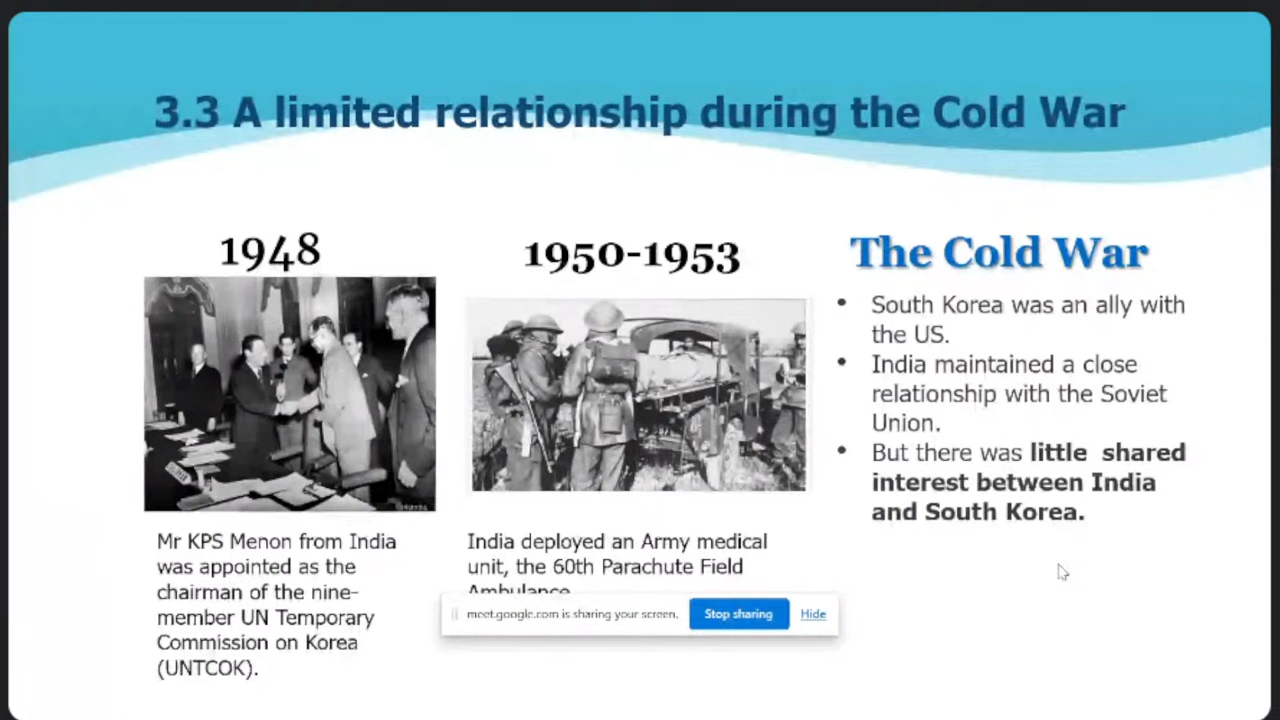 3.3 A limited relationship during the Cold War
1948
Mr KPS Menon from India
was appointed as the
chairman of the nine-
member UN Temporary
Commission on Korea
(UNTCOK).
1950-1953
India deployed an Army medical
unit, the 60th Parachute Field
Ambulance
The Cold War
• South Korea was an ally with
the US.
• India maintained a close
relationship with the Soviet
Union.
• But there was little shared
interest between India
and South Korea.
meet.google.com is sharing your screen.
Stop sharing
Hide